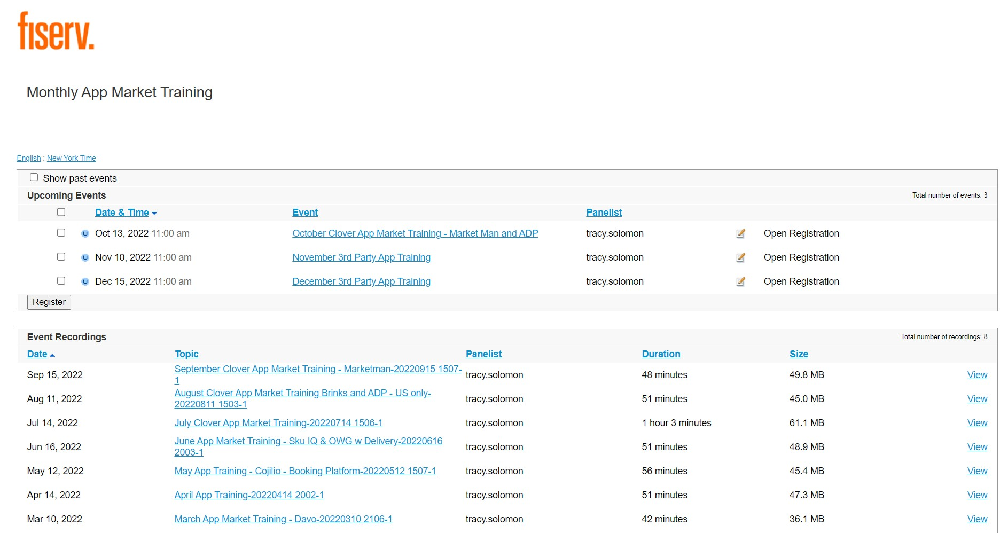 fiserv.
Monthly App Market Training
English : New York Time
Show past events
Upcoming Events Total number of events: 3
Date & Time Event Panelist
U Oct 13, 2022 11:00 am October Clover App Market Training - Market Man and ADP tracy.solomon Open Registration
U Nov 10, 2022 11:00 am November 3rd Party App Training tracy.solomon Open Registration
U Dec 15, 2022 11:00 am December 3rd Party App Training tracy.solomon Open Registration
Register
Event Recordings Total number of recordings: 8
Date Topic Panelist Duration Size
Sep 15, 2022 September Clover App Market Training - Marketman-20220915 1507-
1 tracy.solomon 48 minutes 49.8 MB View
Aug 11, 2022 August Clover App Market Training Brinks and ADP - US only-
20220811 1503-1 tracy.solomon 51 minutes 45.0 MB View
Jul 14, 2022 July Clover App Market Training-20220714 1506-1 tracy.solomon 1 hour 3 minutes 61.1 MB View
Jun 16, 2022 June App Market Training - Sku IQ & OWG w Delivery-20220616
2003-1 tracy.solomon 51 minutes 48.9 MB View
May 12, 2022 May App Training - Cojilio - Booking Platform-20220512 1507-1 tracy.solomon 56 minutes 45.4 MB View
Apr 14, 2022 April App Training-20220414 2002-1 tracy.solomon 51 minutes 47.3 MB View
Mar 10, 2022 March App Market Training - Davo-20220310 2106-1 tracy.solomon 42 minutes 36.1 MB View